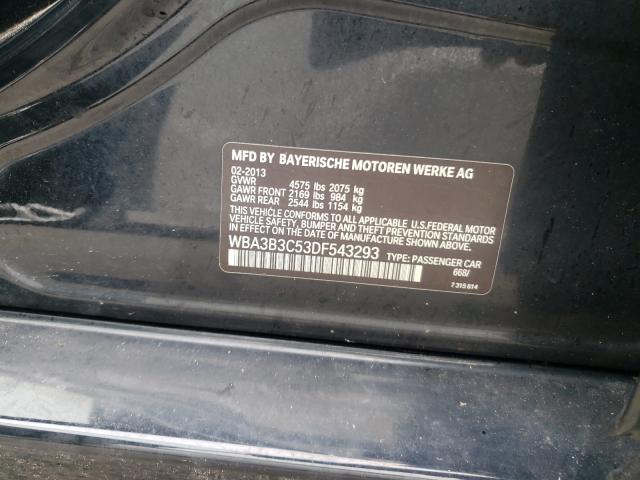 MFD BY BAYERISCHE MOTOREN WERKE AG
02-2013
GVWR 4575 lbs 2075 kg
GAWR FRONT 2169 lbs 984 kg
GAWR REAR 2544 lbs 1154 kg
THIS VEHICLE CONFORMS TO ALL APPLICABLE U.S.FEDERAL MOTOR
VEHICLE SAFETY, BUMPER AND THEFT PREVENTION STANDARDS
IN EFFECT ON THE DATE OF MANUFACTURE SHOWN ABOVE.
WBA3B3C53DF543293 TYPE: PASSENGER CAR
668/
7 315 814